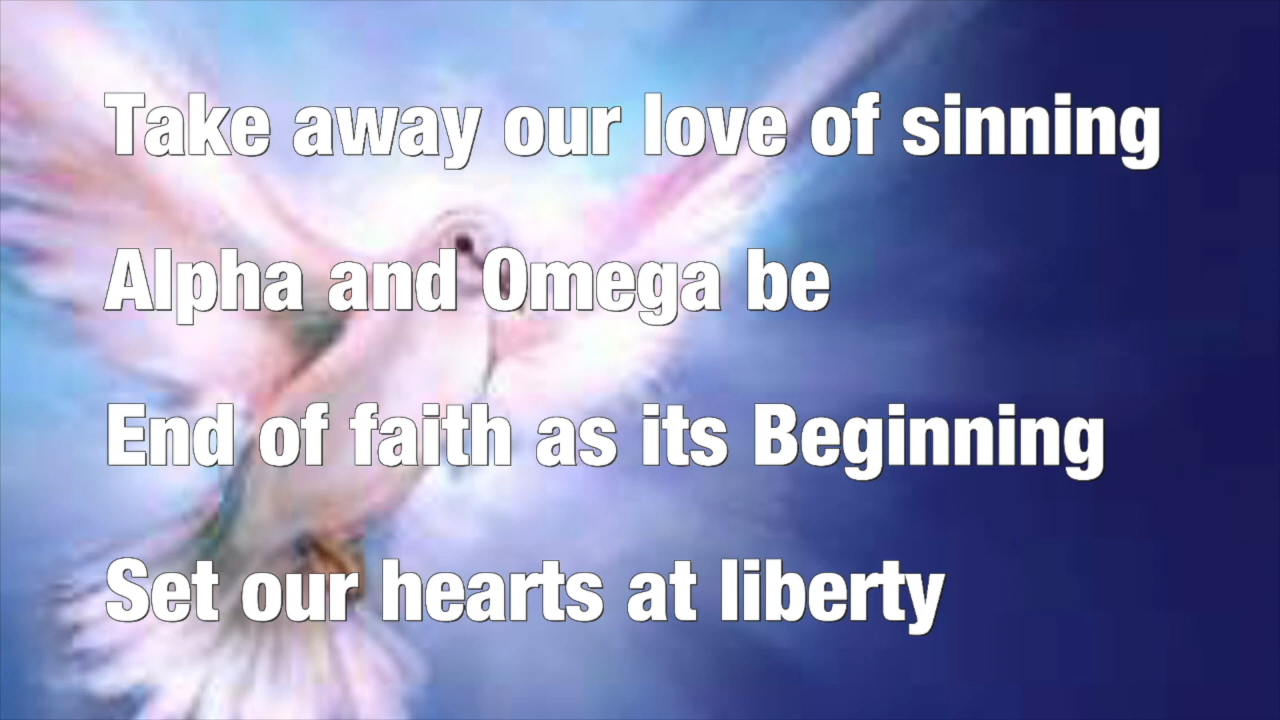 Take away our love of sinning
Alpha and Omega be
End of faith as its Beginning
Set our hearts at liberty